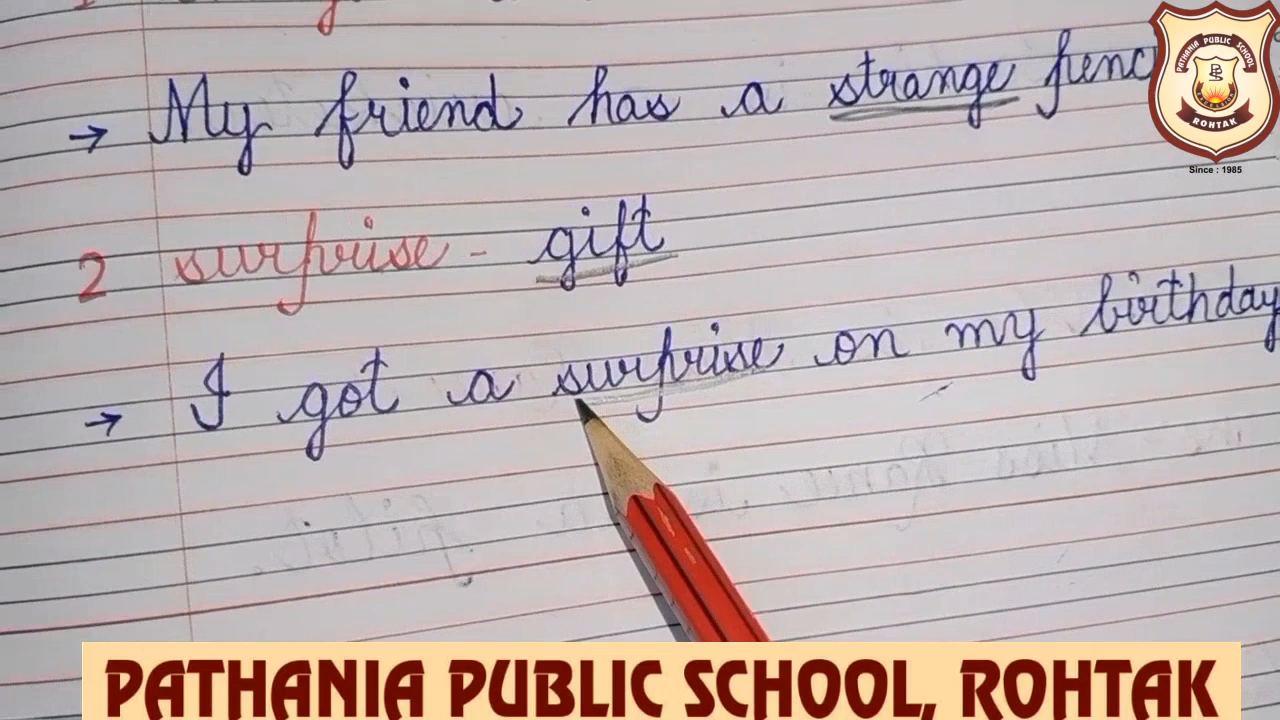 → My friend has a strange penc
2 surprise - gift
→ I got a surprise on my birthday
PATHANIA PUBLIC SCHOOL
ROHTAK
Since : 1985
PATHANIA PUBLIC SCHOOL, ROHTAK